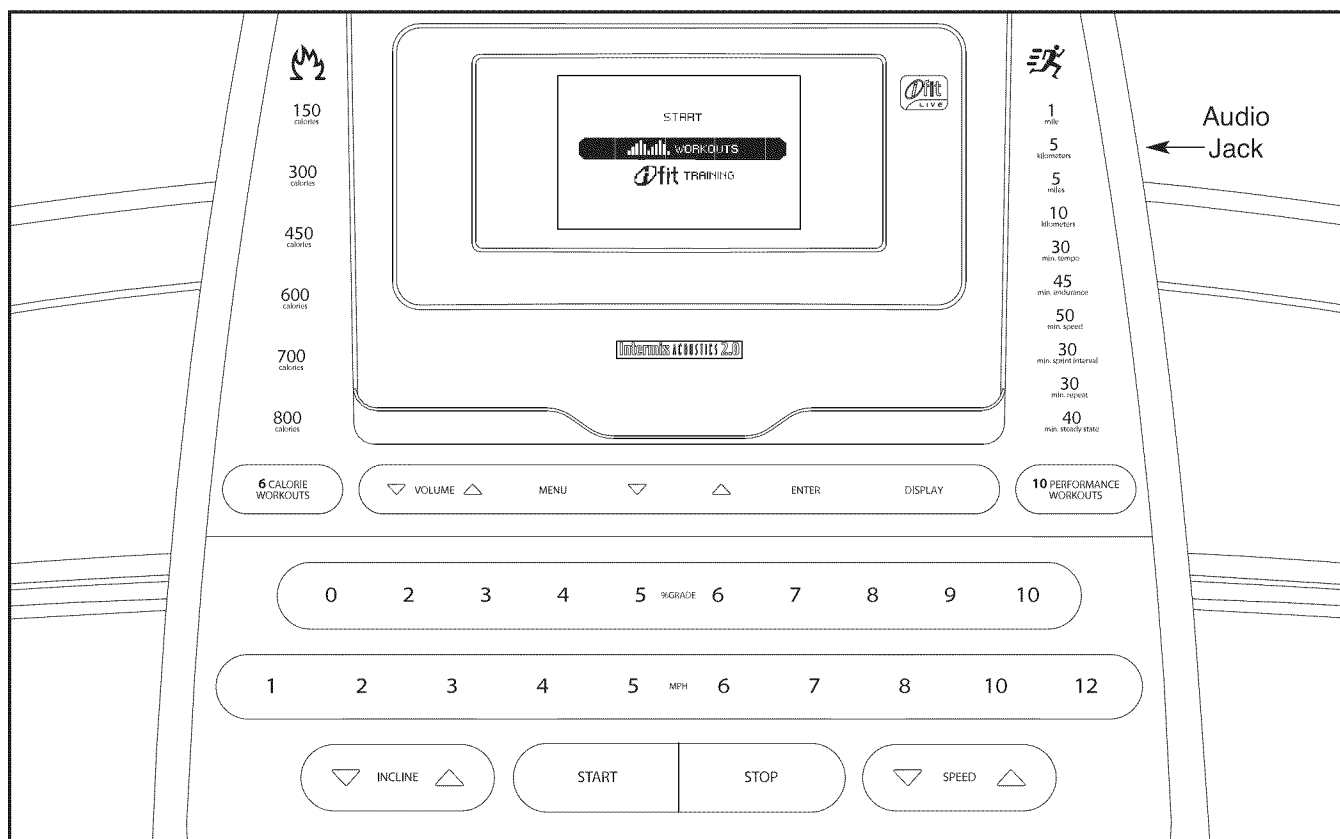 150
calories
300
calories
450
calories
600
calories
700
calories
800
calories
6 CALORIE
WORKOUTS
ifit
LIVE
START
WORKOUTS
ifit TRAINING
Intermix ACOUSTICS 2.0
1
mile
5
kilometers
5
miles
10
kilometers
30
min. tempo
45
min. endurance
50
min. speed
30
min. sprint interval
30
min. repeat
40
min. steady state
Audio
Jack
VOLUME MENU ENTER DISPLAY
10 PERFORMANCE
WORKOUTS
0 2 3 4 5 %GRADE 6 7 8 9 10
1 2 3 4 5 MPH 6 7 8 10 12
INCLINE START STOP SPEED